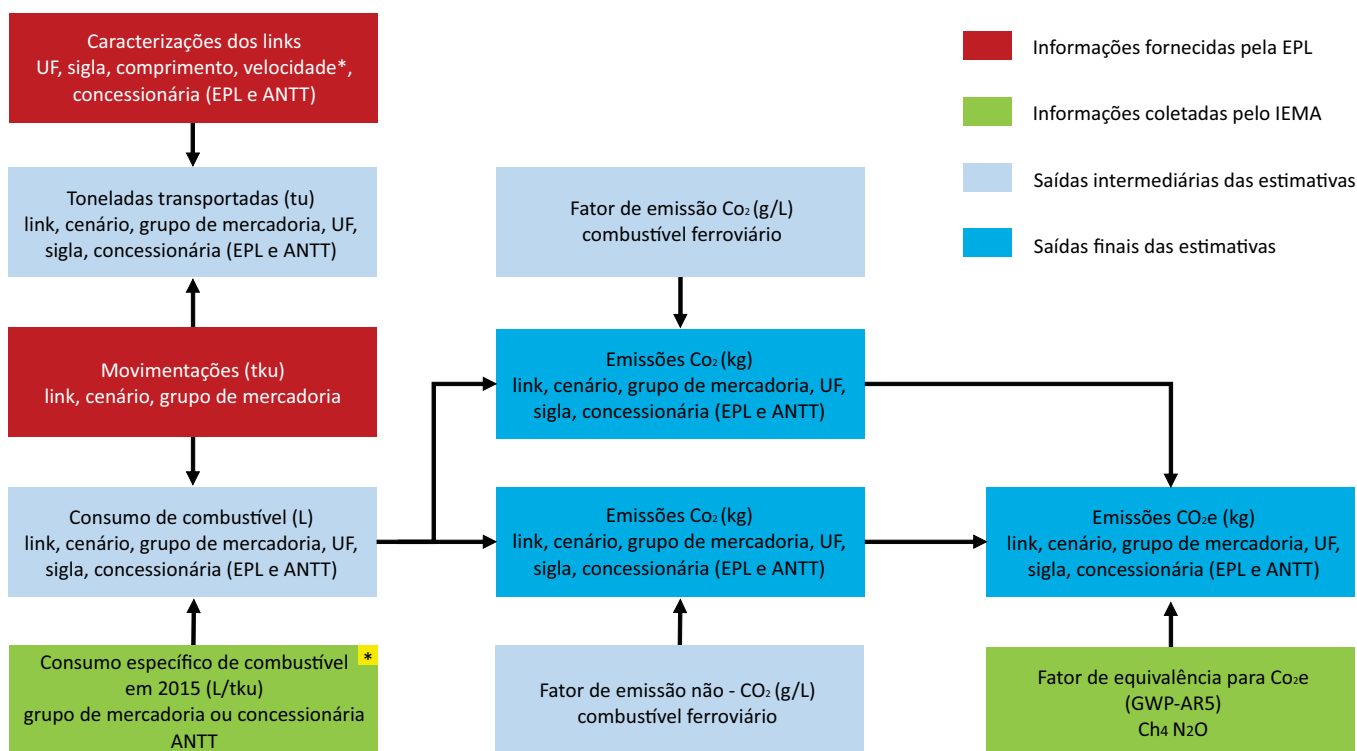 Caracterizações dos links
UF, sigla, comprimento, velocidade*,
concessionária (EPL e ANTT)
Toneladas transportadas (tu)
link, cenário, grupo de mercadoria, UF,
sigla, concessionária (EPL e ANTT)
Movimentações (tku)
link, cenário, grupo de mercadoria
Consumo de combustível (L)
link, cenário, grupo de mercadoria, UF,
sigla, concessionária (EPL e ANTT)
Consumo específico de combustível *
em 2015 (L/tku)
grupo de mercadoria ou concessionária
ANTT
Fator de emissão Co₂ (g/L)
combustível ferroviário
Emissões Co₂ (kg)
link, cenário, grupo de mercadoria, UF,
sigla, concessionária (EPL e ANTT)
Emissões Co₂ (kg)
link, cenário, grupo de mercadoria, UF,
sigla, concessionária (EPL e ANTT)
Fator de emissão não - CO₂ (g/L)
combustível ferroviário
Informações fornecidas pela EPL
Informações coletadas pelo IEMA
Saídas intermediárias das estimativas
Saídas finais das estimativas
Emissões CO₂e (kg)
link, cenário, grupo de mercadoria, UF,
sigla, concessionária (EPL e ANTT)
Fator de equivalência para Co₂e
(GWP-AR5)
Ch₄ N₂O